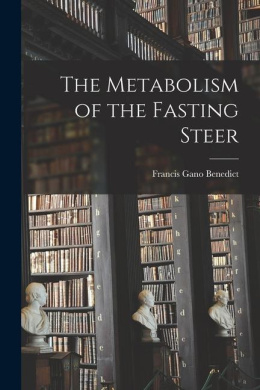 The Metabolism
of the Fasting
Steer
Francis Gano Benedict